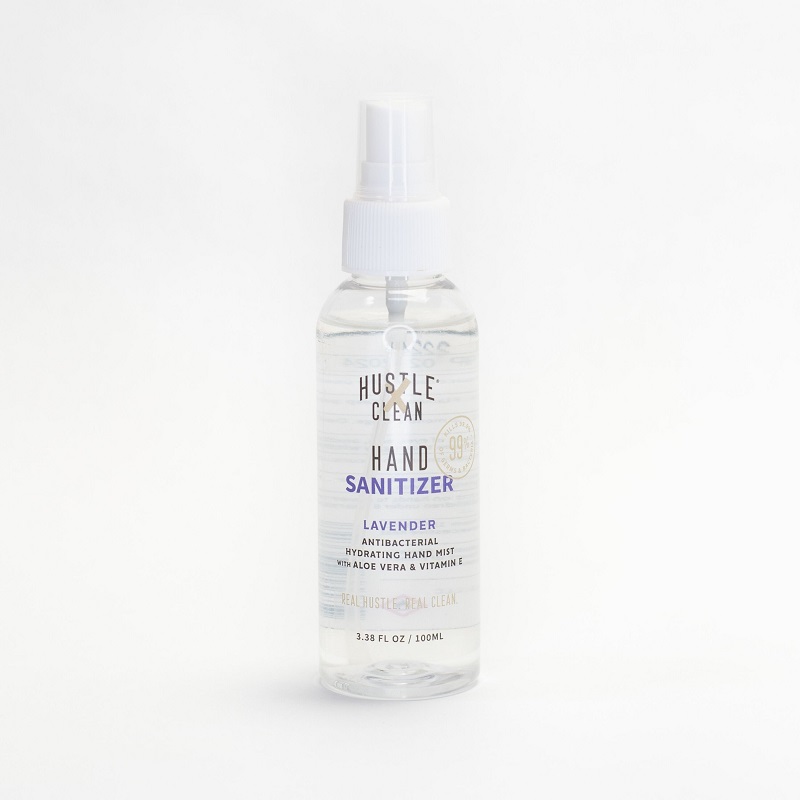 HUSTLE
CLEAN
99%
HAND
SANITIZER
LAVENDER
ANTIBACTERIAL
HYDRATING HAND MIST
WITH ALOE VERA & VITAMIN E
REAL HUSTLE. REAL CLEAN.
3.38 FL OZ / 100ML